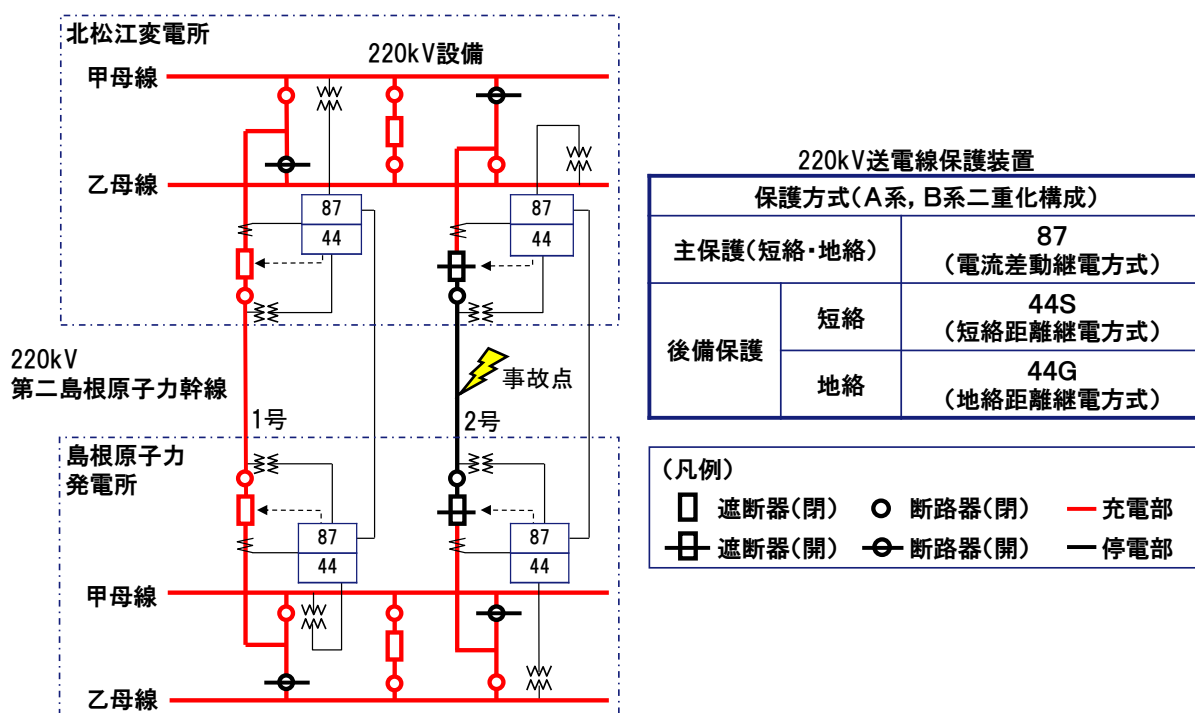 北松江変電所
220kV設備
甲母線
乙母線
87
44
87
44
220kV
第二島根原子力幹線
事故点
1号
2号
島根原子力
発電所
87
44
87
44
甲母線
乙母線
220kV送電線保護装置
保護方式(A系,B系二重化構成)
主保護(短絡・地絡)
87
(電流差動継電方式)
後備保護
短絡
44S
(短絡距離継電方式)
地絡
44G
(地絡距離継電方式)
(凡例)
遮断器(閉) 断路器(閉) 充電部
遮断器(開) 断路器(開) 停電部